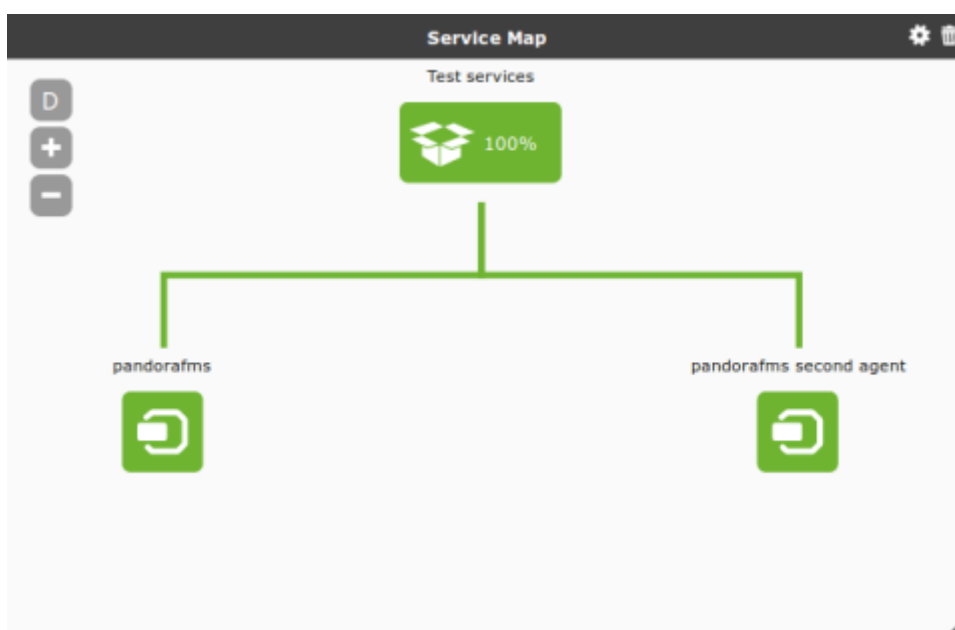 Service Map
Test services
D
100%
+
−
pandorafms
pandorafms second agent